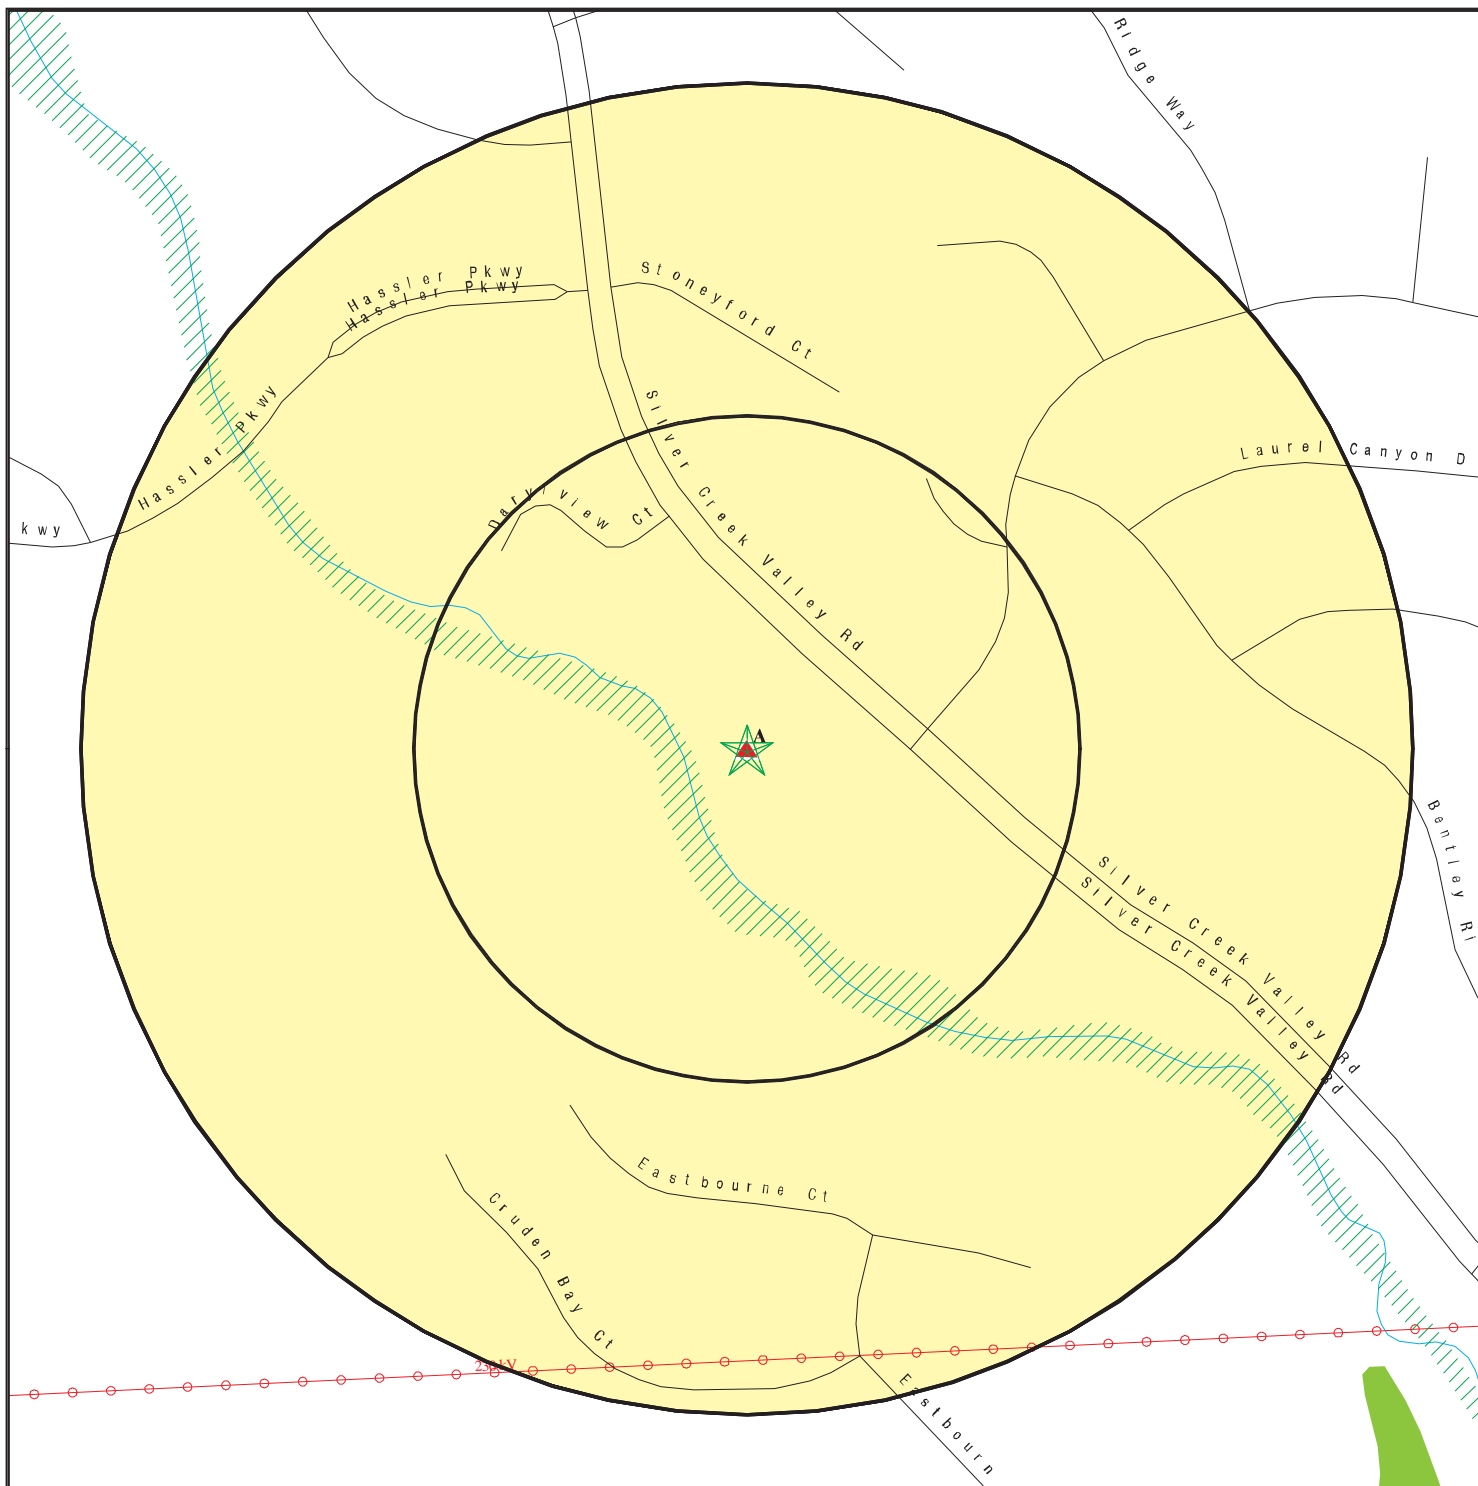 Ridge Way
Hassler Pkwy
Hassler Pkwy
Stoneyford Ct
Hassler Pkwy
Silver Creek Valley Rd
Laurel Canyon D
kwy
view Ct
A
Bentley Ri
Silver Creek Valley Rd
Silver Creek Valley Rd
Eastbourne Ct
Cruden Bay Ct
Eastbourn